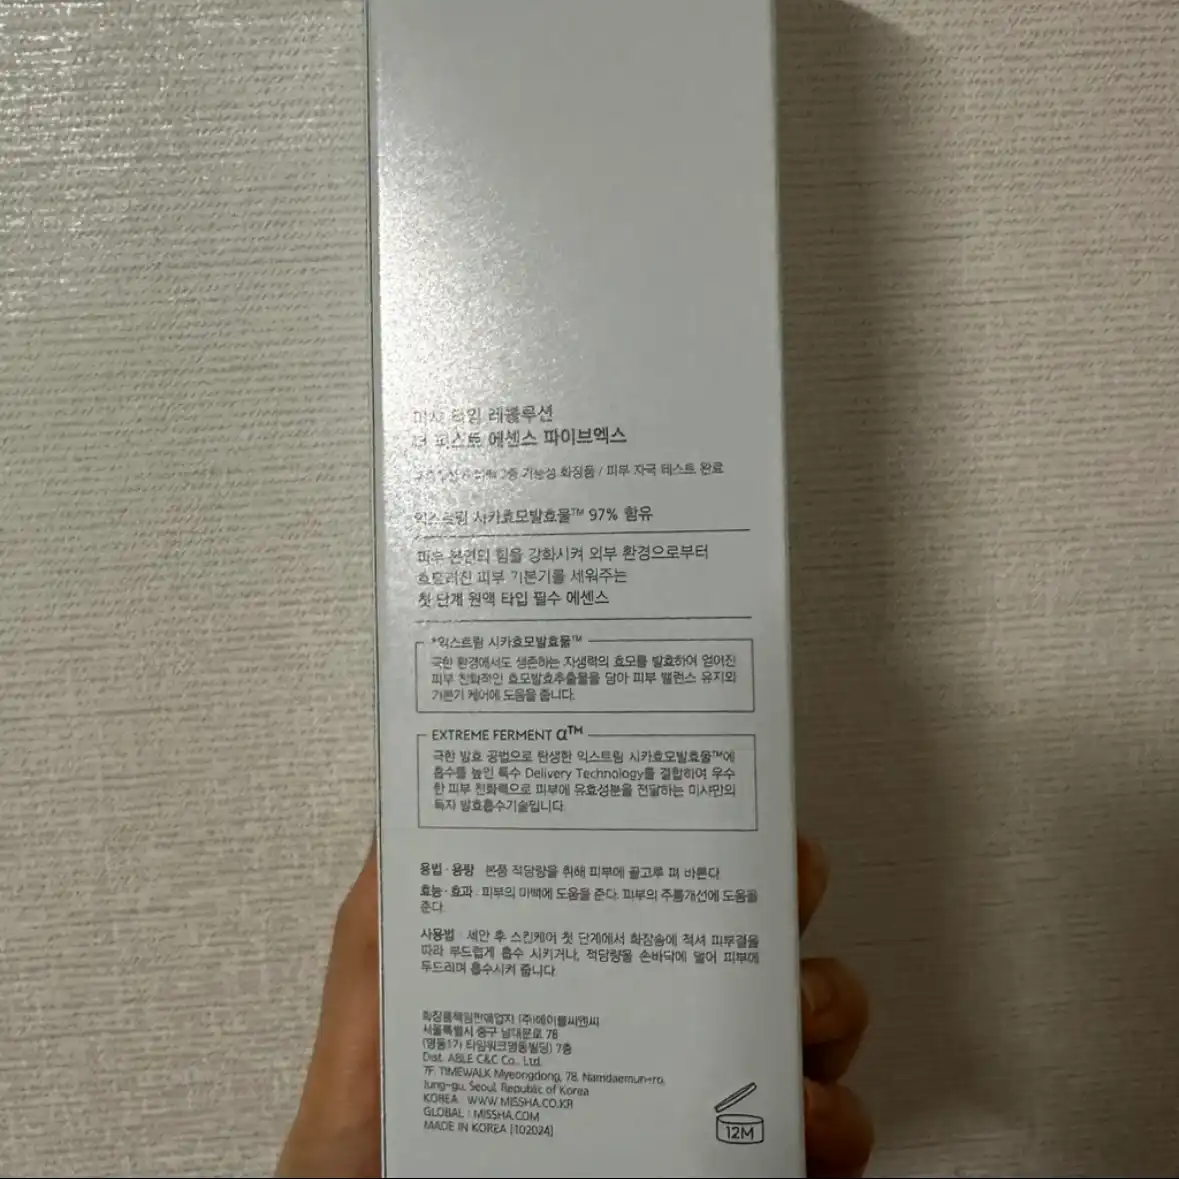 미샤 타임 레볼루션
더 퍼스트 에센스 파이브엑스
기능성 화장품 / 피부 자극 테스트 완료
익스트림 시카효모발효물™ 97% 함유
피부 본연의 힘을 강화시켜 외부 환경으로부터
흐트러진 피부 기본기를 세워주는
첫 단계 원액 타입 필수 에센스
*익스트림 시카효모발효물™
극한 환경에서도 생존하는 자생력의 효모를 발효하여 얻어진
피부 친화적인 효모발효추출물을 담아 피부 밸런스 유지와
기본기 케어에 도움을 줍니다.
EXTREME FERMENT α™
극한 발효 공법으로 탄생한 익스트림 시카효모발효물™에
흡수를 높인 특수 Delivery Technology를 결합하여 우수
한 피부 친화력으로 피부에 유효성분을 전달하는 미샤만의
독자 발효흡수기술입니다.
용법·용량 본품 적당량을 취해 피부에 골고루 펴 바른다.
효능·효과 피부의 미백에 도움을 준다. 피부의 주름개선에 도움을
준다.
사용법 세안 후 스킨케어 첫 단계에서 화장솜에 적셔 피부결을
따라 부드럽게 흡수 시키거나, 적당량을 손바닥에 덜어 피부에
두드리며 흡수시켜 줍니다.
화장품책임판매업자 (주)에이블씨엔씨
서울특별시 중구 남대문로 78
(명동1가 타임워크명동빌딩) 7층
Dist. ABLE C&C Co., Ltd.
7F, TIMEWALK Myeongdong, 78, Namdaemun-ro,
Jung-gu, Seoul, Republic of Korea
KOREA : WWW.MISSHA.CO.KR
GLOBAL : MISSHA.COM
MADE IN KOREA [102024]
12M